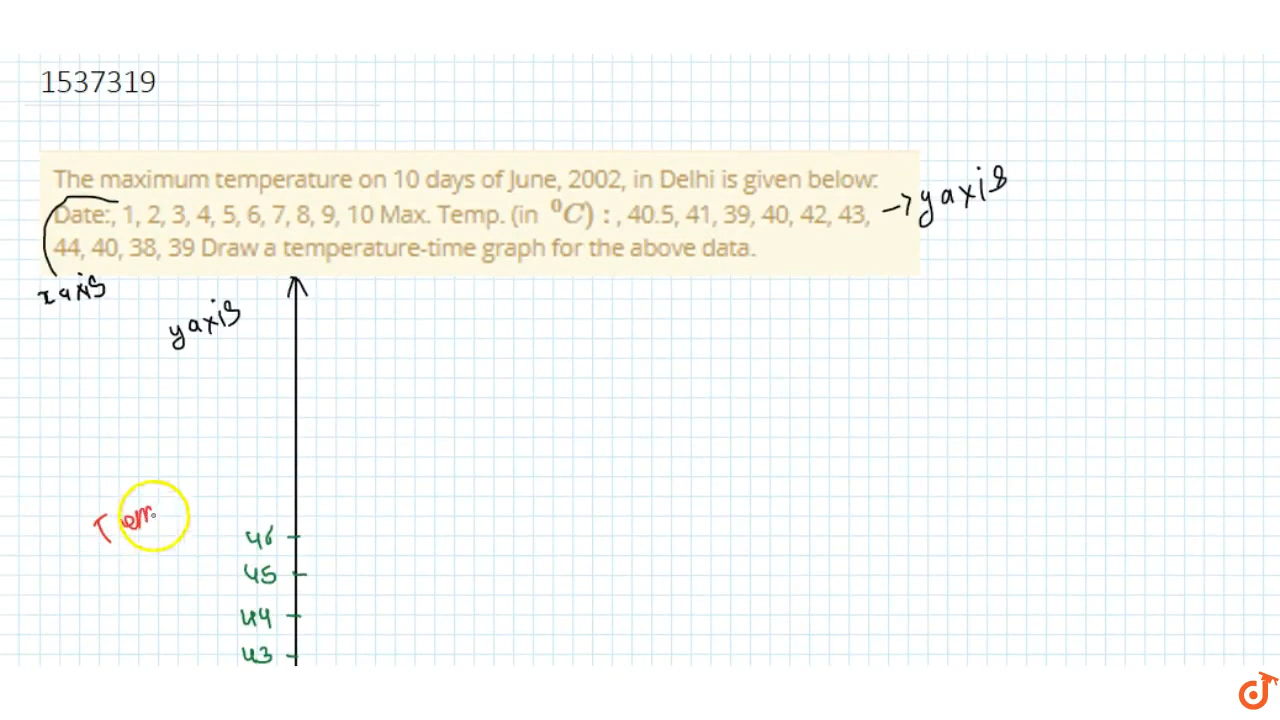 1537319
The maximum temperature on 10 days of June, 2002, in Delhi is given below:
Date:, 1, 2, 3, 4, 5, 6, 7, 8, 9, 10 Max. Temp. (in ⁰C) : , 40.5, 41, 39, 40, 42, 43,
→ y axis
44, 40, 38, 39 Draw a temperature-time graph for the above data.
x axis
y axis
Tem
46
45
44
43